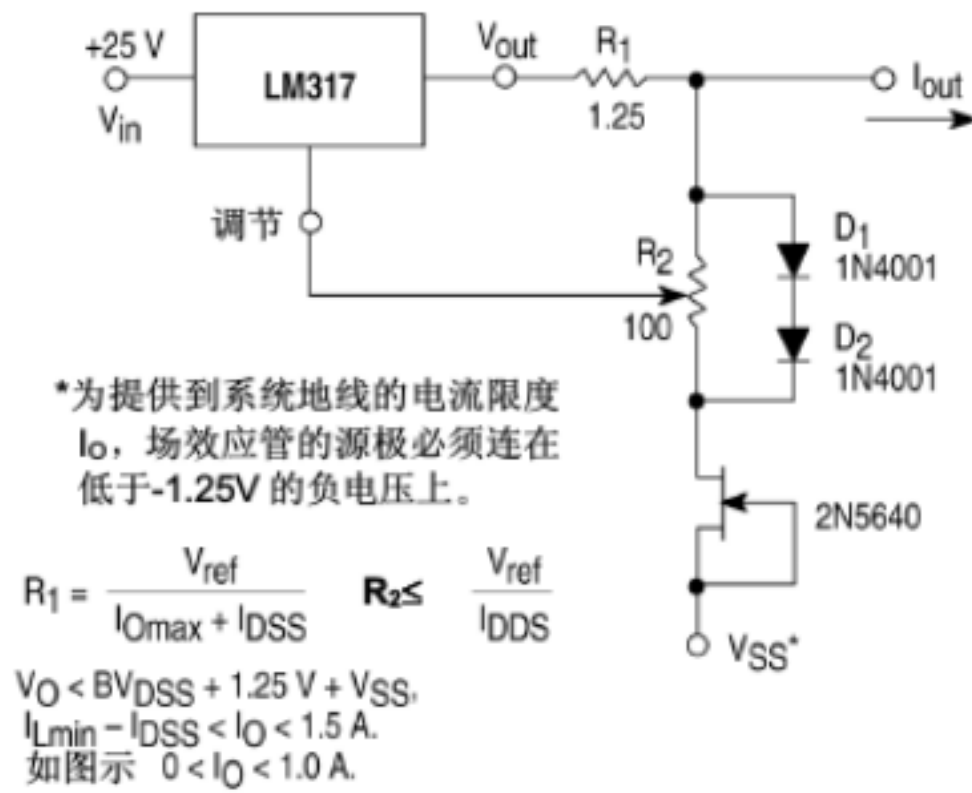 +25 V
Vin
LM317
Vout
R1
1.25
Iout
调节
R2
100
D1
1N4001
D2
1N4001
*为提供到系统地线的电流限度
IO，场效应管的源极必须连在
低于-1.25V 的负电压上。
2N5640
VSS*
R1 = Vref / IOmax + IDSS R2≤ Vref / IDDS
VO < BVDSS + 1.25 V + VSS,
ILmin – IDSS < IO < 1.5 A.
如图示 0 < IO < 1.0 A.